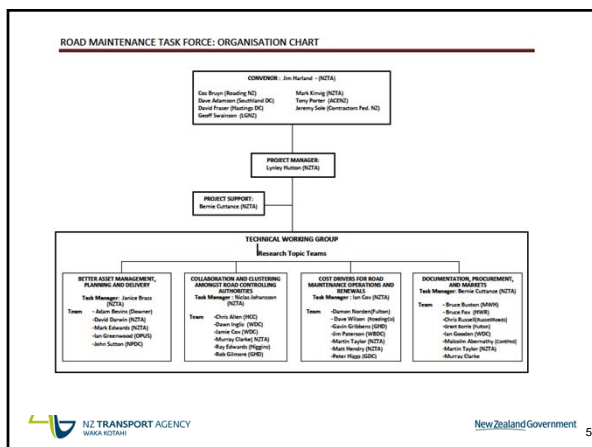 ROAD MAINTENANCE TASK FORCE: ORGANISATION CHART
CONVENOR : Jim Harland - (NZTA)
Cos Bruyn (Roading NZ)
Dave Adamson (Southland DC)
David Fraser (Hastings DC)
Geoff Swainson (LGNZ)
Mark Kinvig (NZTA)
Tony Porter (ACENZ)
Jeremy Sole (Contractors Fed. NZ)
PROJECT MANAGER:
Lynley Hutton (NZTA)
PROJECT SUPPORT:
Bernie Cuttance (NZTA)
TECHNICAL WORKING GROUP
Research Topic Teams
BETTER ASSET MANAGEMENT,
PLANNING AND DELIVERY
Task Manager : Janice Brass
(NZTA)
Team - Adam Bevins (Downer)
-David Darwin (NZTA)
-Mark Edwards (NZTA)
-Ian Greenwood (OPUS)
-John Sutton (NPDC)
COLLABORATION AND CLUSTERING
AMONGST ROAD CONTROLLING
AUTHORITIES
Task Manager : Niclas Johansson
(NZTA)
Team -Chris Allen (HCC)
-Dawn Inglis (WDC)
-Jamie Cox (WDC)
-Murray Clarke( NZTA)
-Ray Edwards (Higgins)
-Rob Gilmore (GHD)
COST DRIVERS FOR ROAD
MAINTENANCE OPERATIONS AND
RENEWALS
Task Manager : Ian Cox (NZTA)
Team -Damon Norden(Fulton)
- Dave Wilson (RoadingCo)
-Gavin Gribbens (GHD)
-Jim Paterson (WBDC)
-Martin Taylor (NZTA)
-Matt Hendry (NZTA)
-Peter Higgs (GDC)
DOCUMENTATION, PROCUREMENT,
AND MARKETS
Task Manager : Bernie Cuttance (NZTA)
Team - Bruce Buxton (MWH)
- Bruce Fox (HWR)
-Chris Russell(RussellRoads)
-Grant Borrie (Fulton)
-Ian Gooden (WDC)
-Malcolm Abernathy (ContFed)
-Martin Taylor (NZTA)
-Murray Clarke
NZ TRANSPORT AGENCY
WAKA KOTAHI
New Zealand Government
5